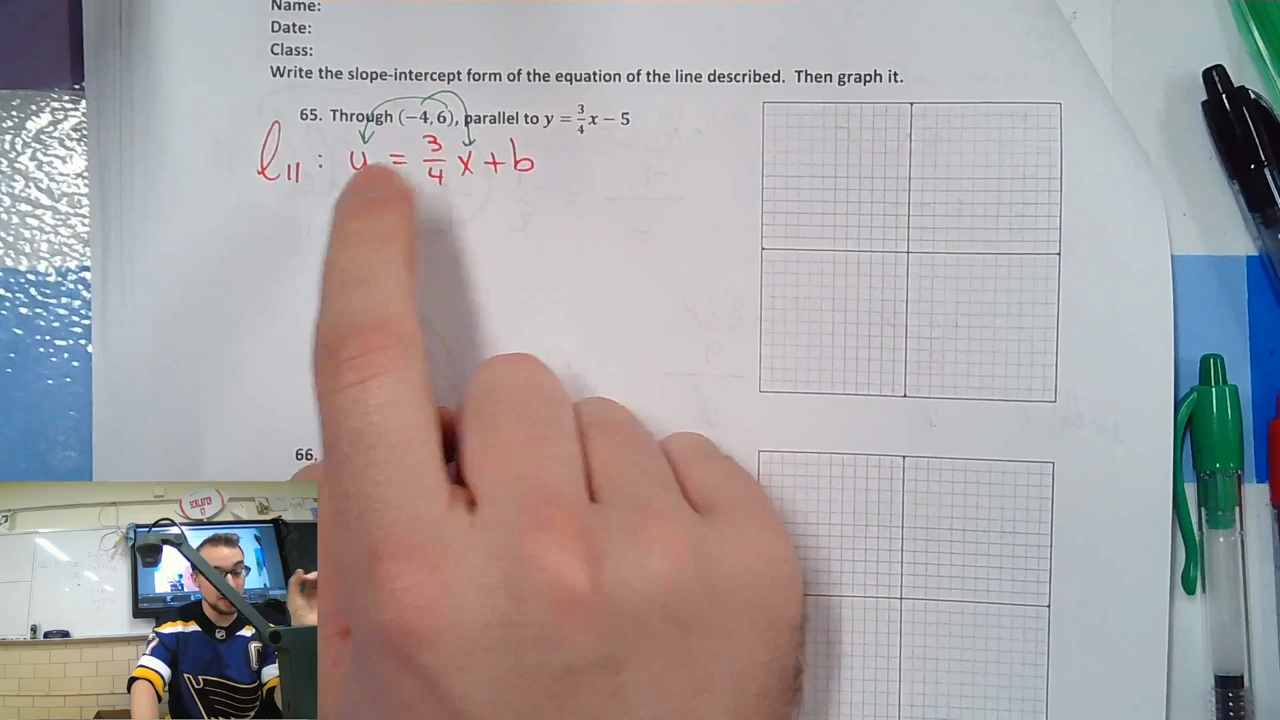 Name:
Date:
Class:
Write the slope-intercept form of the equation of the line described. Then graph it.
65. Through (−4, 6), parallel to y = 3/4 x − 5
l∥ : y = 3/4 x + b
66.